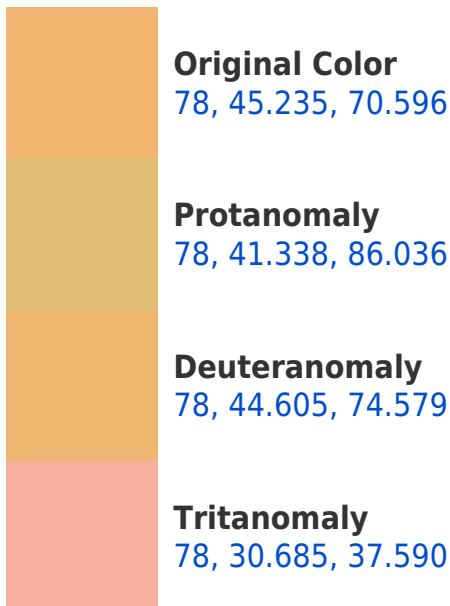 Original Color
78, 45.235, 70.596
Protanomaly
78, 41.338, 86.036
Deuteranomaly
78, 44.605, 74.579
Tritanomaly
78, 30.685, 37.590